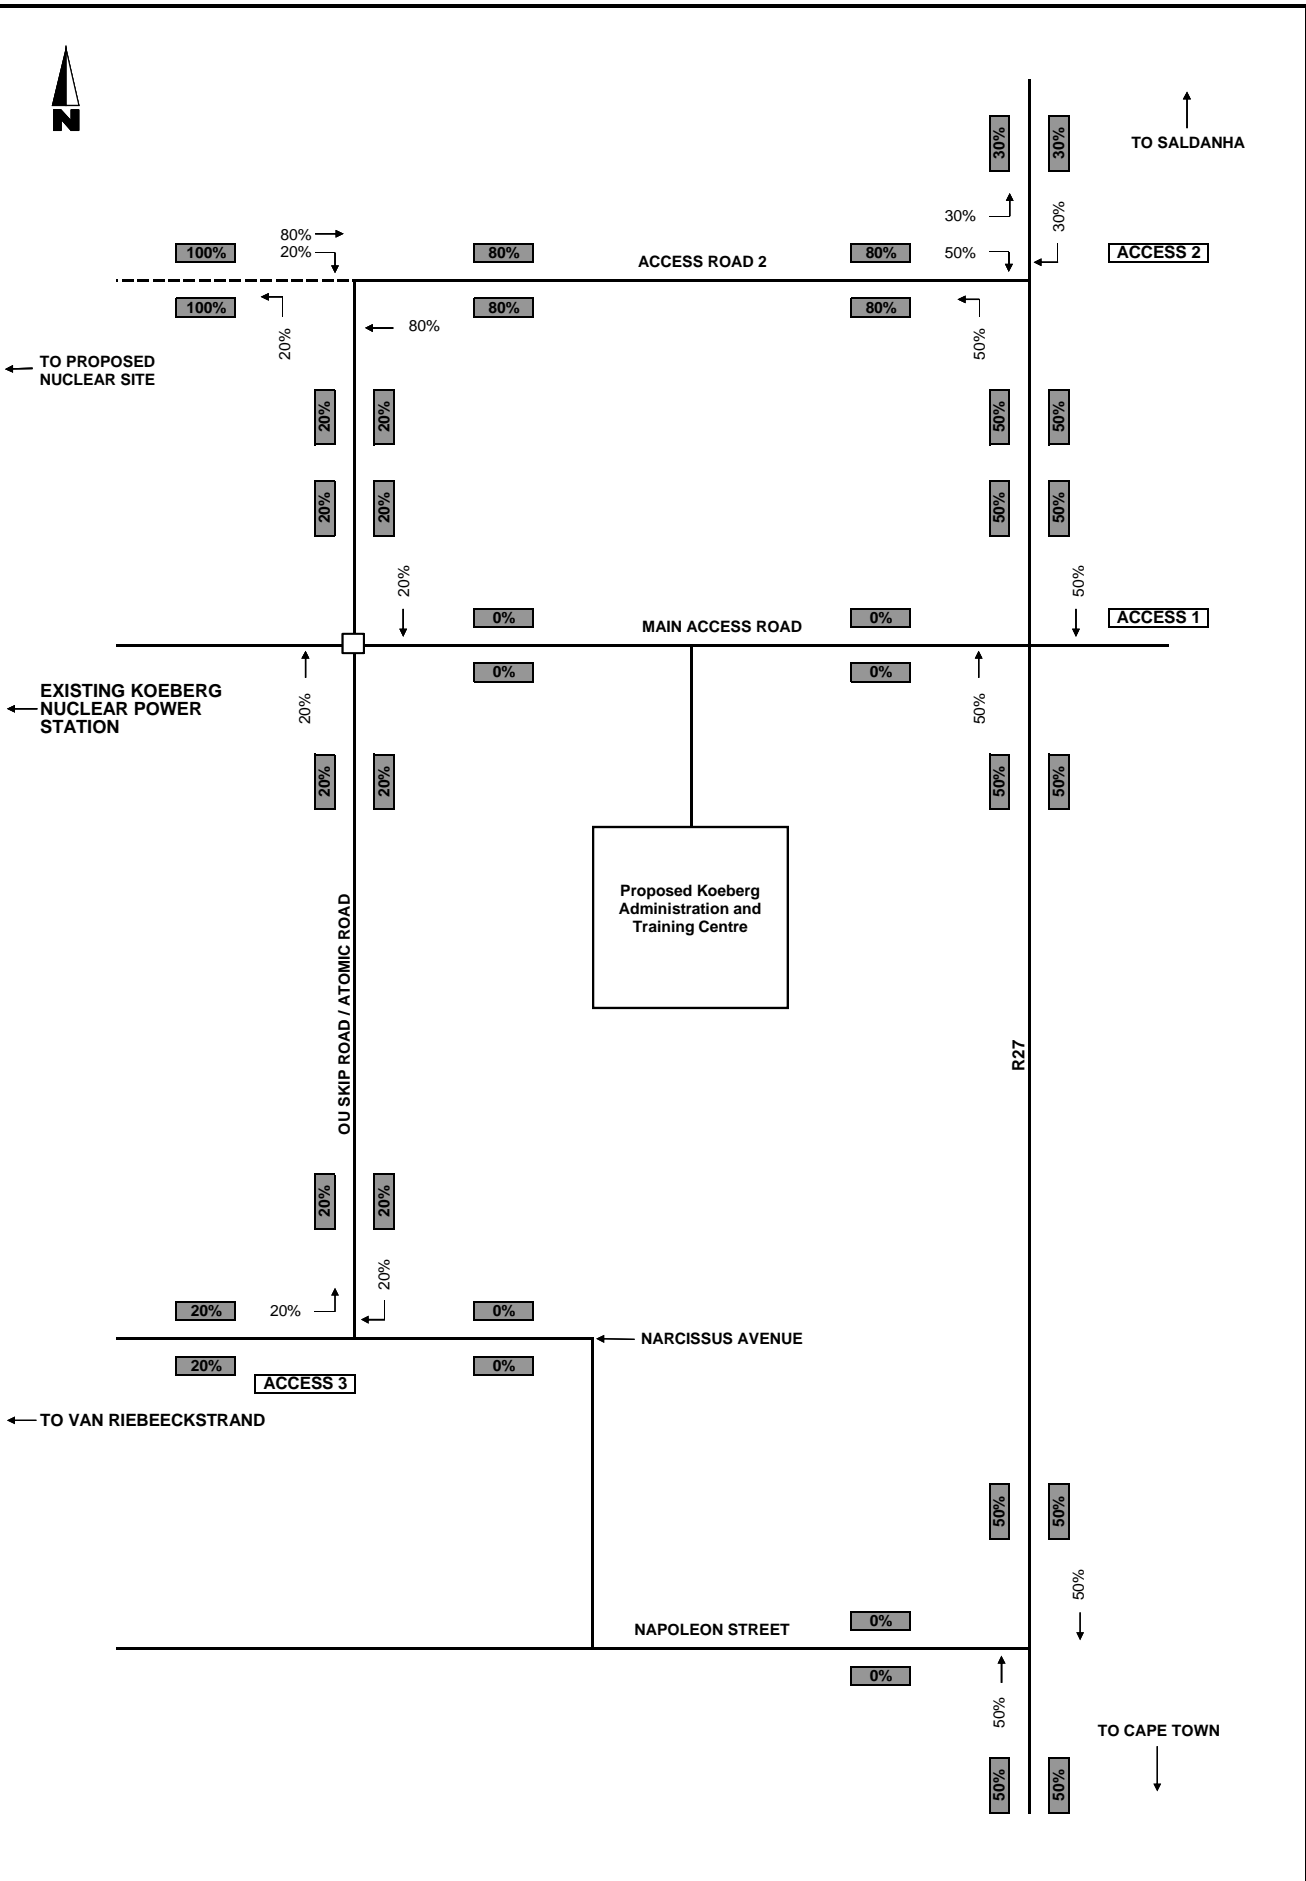 N
30%
30%
TO SALDANHA
30%
30%
80%
20%
100%
80%
ACCESS ROAD 2
80%
50%
ACCESS 2
100%
80%
80%
20%
80%
50%
TO PROPOSED
NUCLEAR SITE
20%
20%
50%
50%
20%
20%
50%
50%
20%
50%
0%
MAIN ACCESS ROAD
0%
ACCESS 1
0%
0%
EXISTING KOEBERG
NUCLEAR POWER
STATION
20%
50%
20%
20%
50%
50%
Proposed Koeberg
Administration and
Training Centre
OU SKIP ROAD / ATOMIC ROAD
R27
20%
20%
20%
20%
20%
0%
NARCISSUS AVENUE
20%
0%
ACCESS 3
TO VAN RIEBEECKSTRAND
50%
50%
50%
NAPOLEON STREET
0%
0%
50%
TO CAPE TOWN
50%
50%